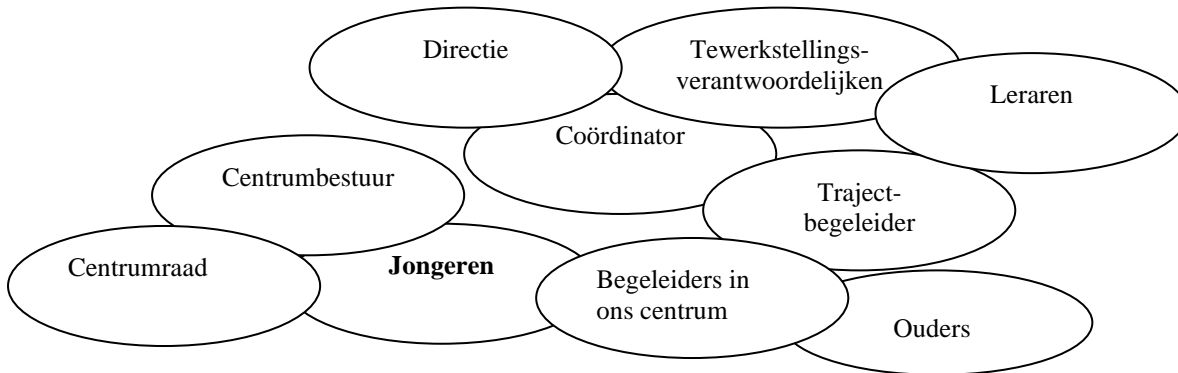 Directie
Tewerkstellings-
verantwoordelijken
Leraren
Coördinator
Centrumbestuur
Traject-
begeleider
Centrumraad
Jongeren
Begeleiders in
ons centrum
Ouders